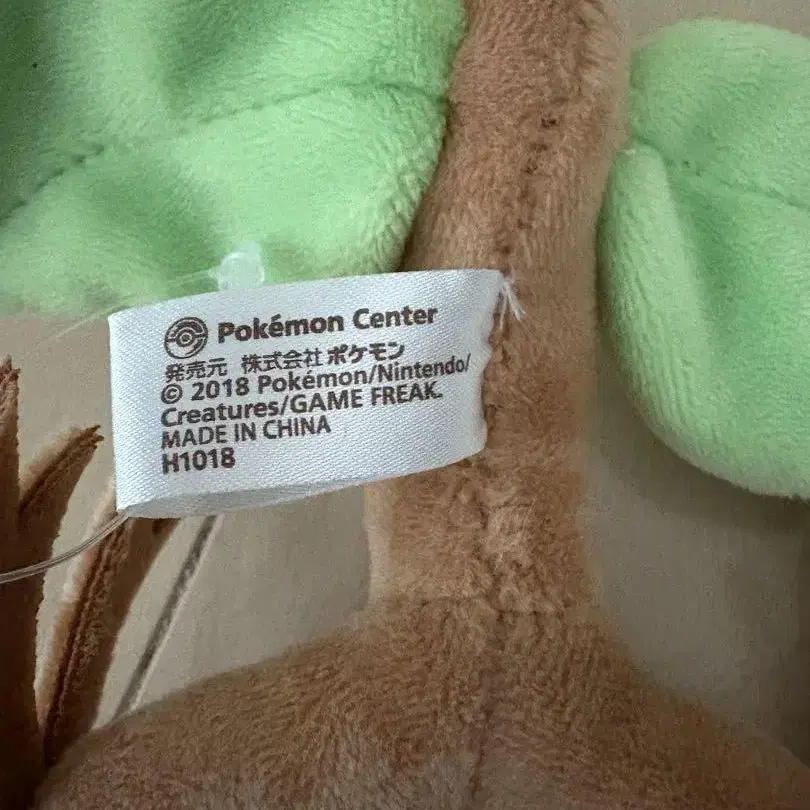 Pokémon Center
発売元 株式会社ポケモン
© 2018 Pokémon/Nintendo/
Creatures/GAME FREAK.
MADE IN CHINA
H1018